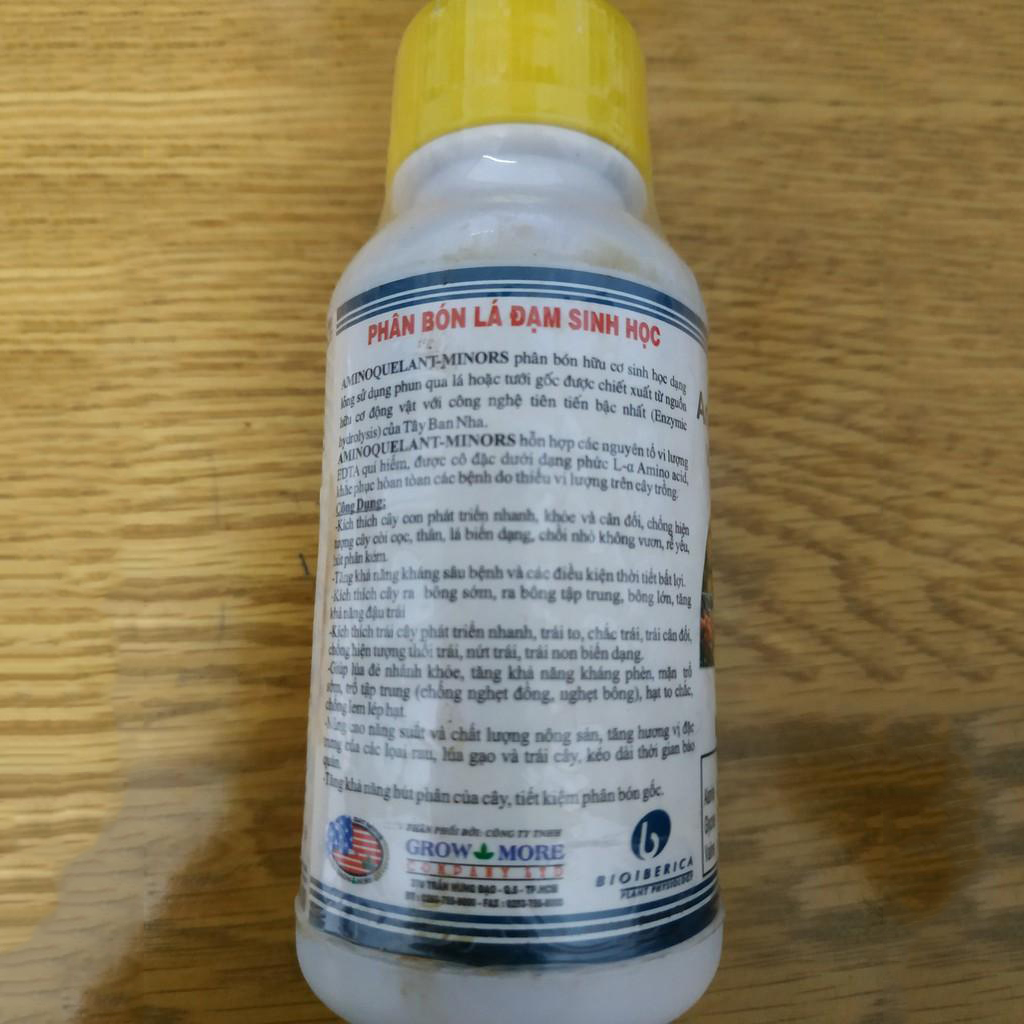 PHÂN BÓN LÁ ĐẠM SINH HỌC
AMINOQUELANT-MINORS phân bón hữu cơ sinh học dạng
lỏng sử dụng phun qua lá hoặc tưới gốc được chiết xuất từ nguồn
hữu cơ động vật với công nghệ tiên tiến bậc nhất (Enzymic
hydrolysis) của Tây Ban Nha.
AMINOQUELANT-MINORS hỗn hợp các nguyên tố vi lượng
EDTA quí hiếm, được cô đặc dưới dạng phức L-α Amino acid,
khắc phục hòan tòan các bệnh do thiếu vi lượng trên cây trồng.
Công Dụng:
-Kích thích cây con phát triển nhanh, khỏe và cân đối, chống hiện
tượng cây còi cọc, thân, lá biến dạng, chồi nhỏ không vươn, rễ yếu,
hút phân kém.
-Tăng khả năng kháng sâu bệnh và các điều kiện thời tiết bất lợi.
-Kích thích cây ra bông sớm, ra bông tập trung, bông lớn, tăng
khả năng đậu trái
-Kích thích trái cây phát triển nhanh, trái to, chắc trái, trái cân đối,
chống hiện tượng thối trái, nứt trái, trái non biến dạng.
-Giúp lúa đẻ nhánh khỏe, tăng khả năng kháng phèn, mặn trổ
sớm, trổ tập trung (chống nghẹt đồng, nghẹt bông), hạt to chắc,
chống lem lép hạt.
-Nâng cao năng suất và chất lượng nông sản, tăng hương vị đặc
trưng của các lọai rau, lúa gạo và trái cây, kéo dài thời gian bảo
quản.
-Tăng khả năng hút phân của cây, tiết kiệm phân bón gốc.
PHÂN PHỐI BỞI: CÔNG TY TNHH
GROW MORE
COMPANY LTD
TRẦN HƯNG ĐẠO - Q.5 - TP.HCM
BIOIBERICA
PLANT PHYSIOLOGY